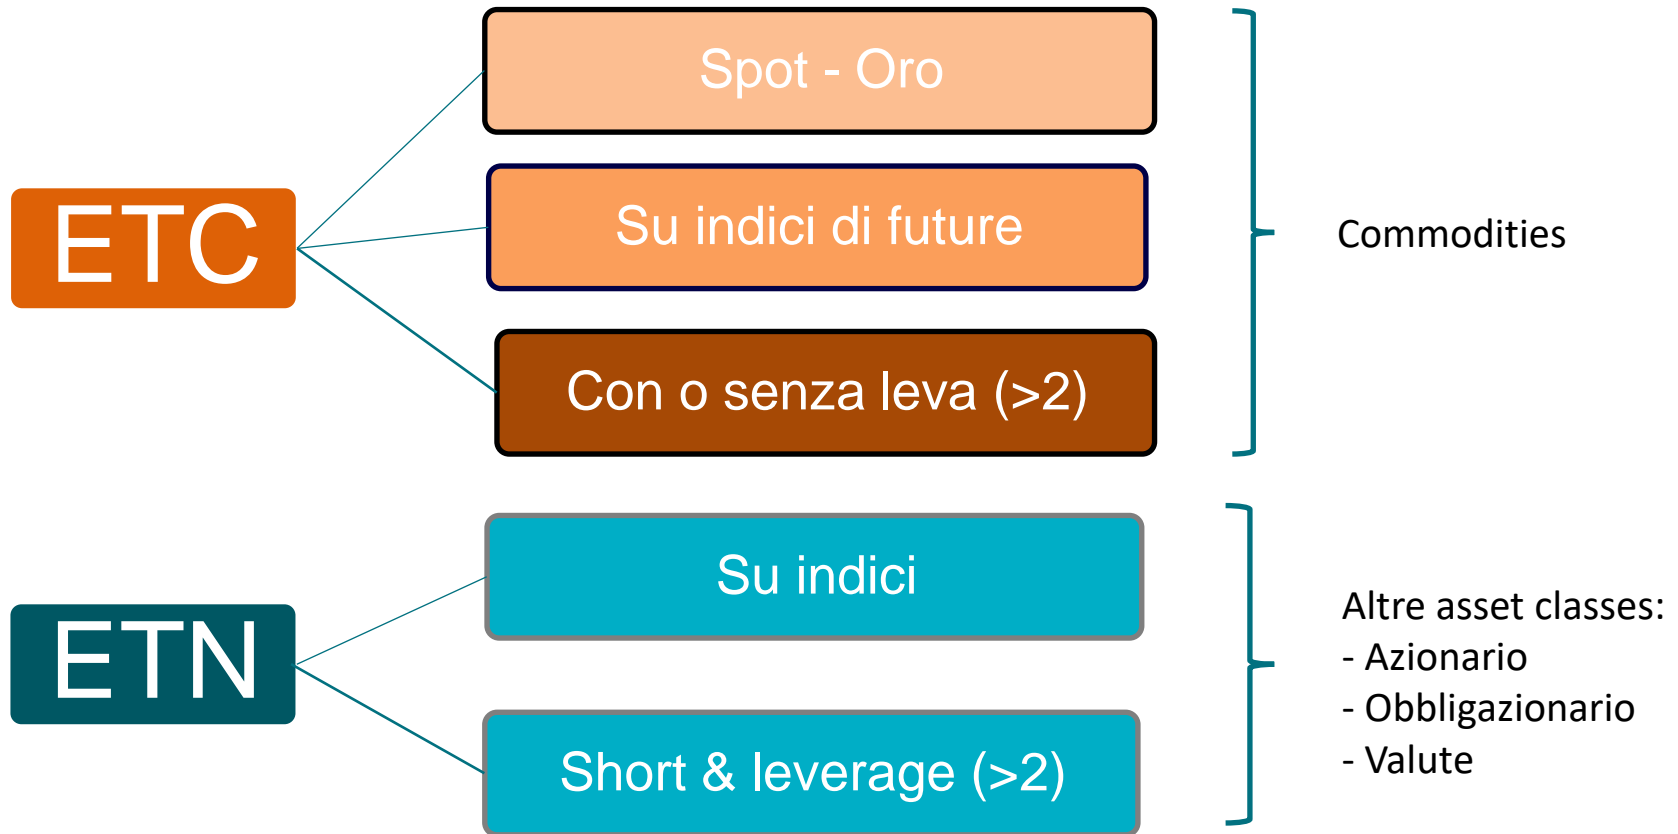 ETC
Spot - Oro
Su indici di future
Con o senza leva (>2)
Commodities
ETN
Su indici
Short & leverage (>2)
Altre asset classes:
- Azionario
- Obbligazionario
- Valute